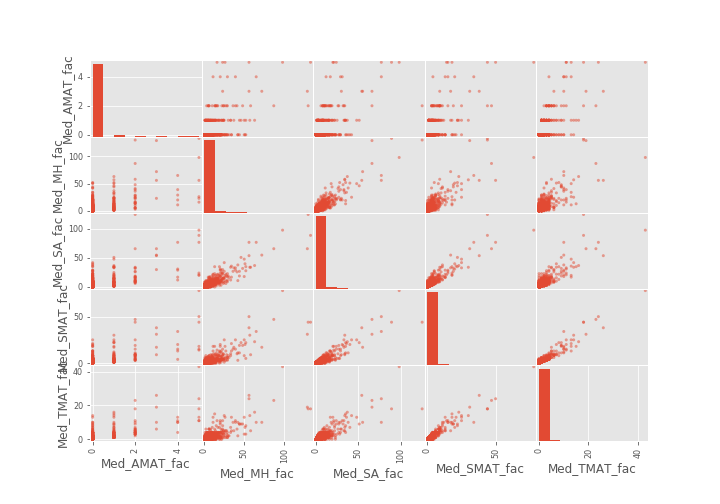 Med_AMAT_fac
4
2
0
Med_MH_fac
100
50
0
Med_SA_fac
100
50
0
Med_SMAT_fac
50
0
Med_TMAT_fac
40
20
0
0 2 4 0 50 100 0 50 100 0 50 0 20 40
Med_AMAT_fac Med_MH_fac Med_SA_fac Med_SMAT_fac Med_TMAT_fac